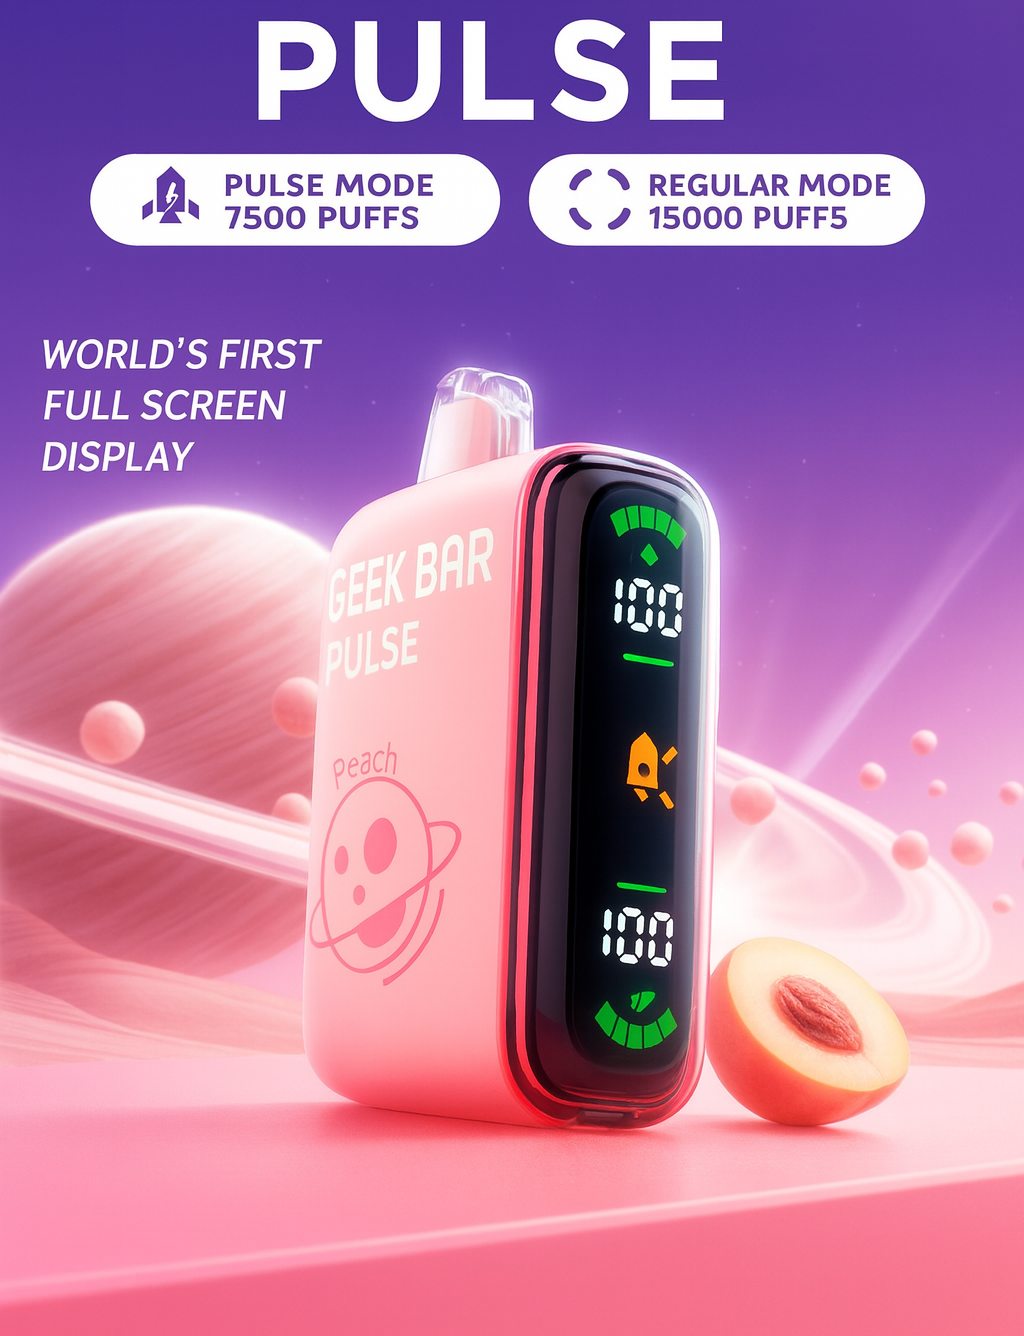 PULSE
PULSE MODE
7500 PUFFS
REGULAR MODE
15000 PUFF5
WORLD'S FIRST
FULL SCREEN
DISPLAY
GEEK BAR
PULSE
Peach
100
100